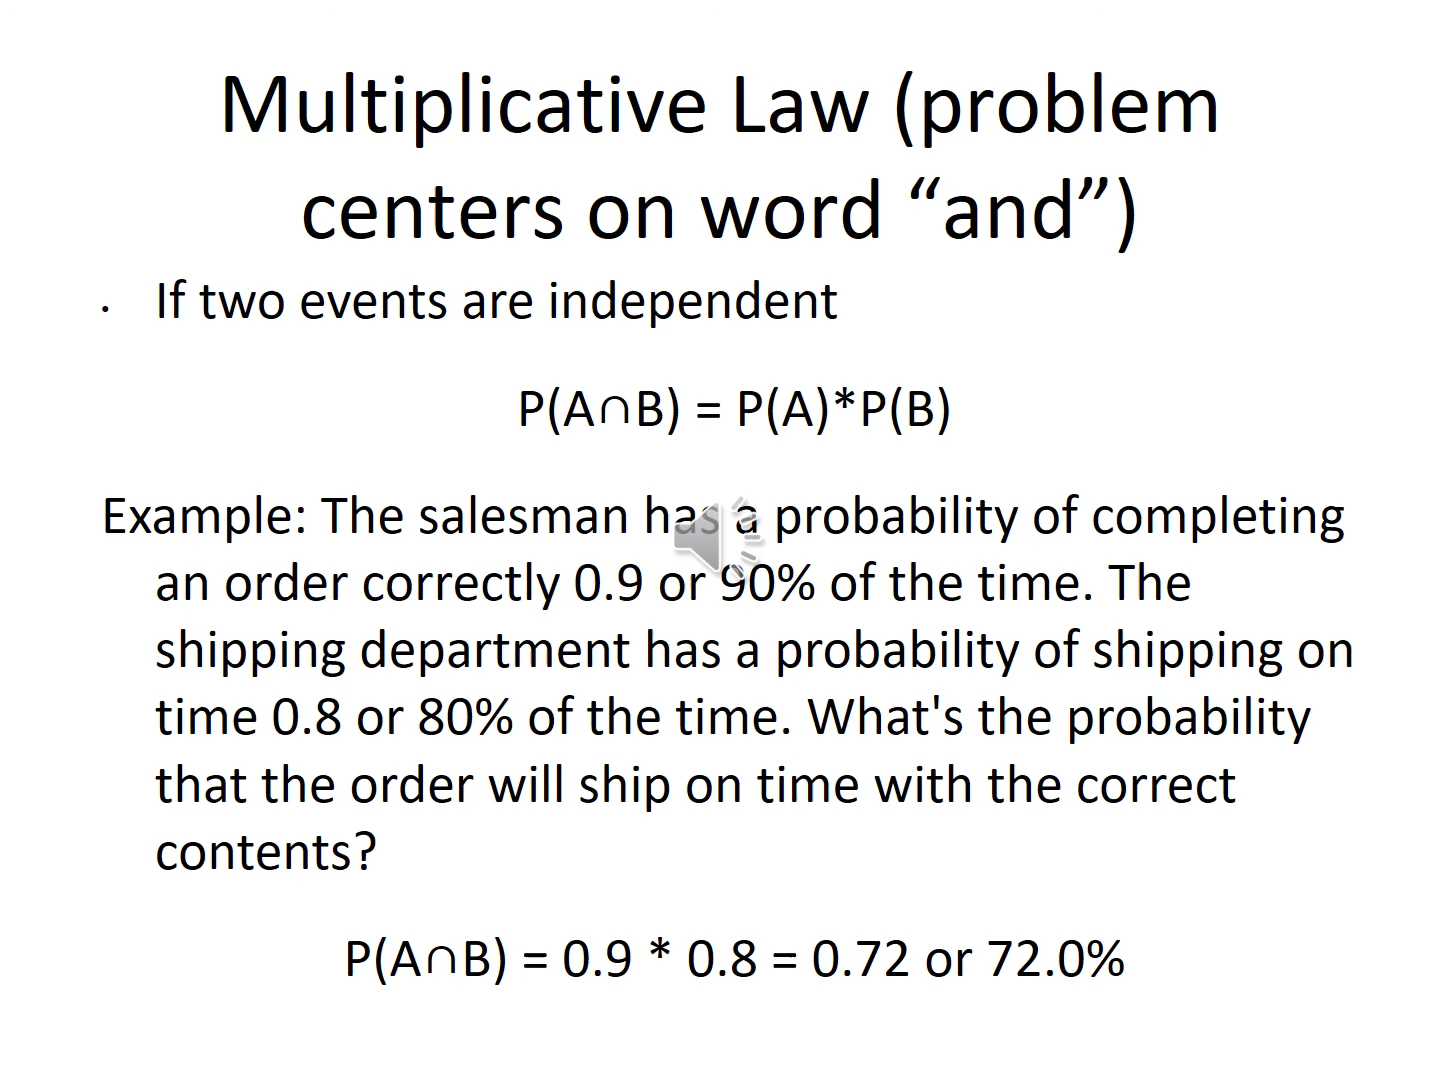 Multiplicative Law (problem
centers on word “and”)
• If two events are independent
P(A∩B) = P(A)*P(B)
Example: The salesman has a probability of completing
an order correctly 0.9 or 90% of the time. The
shipping department has a probability of shipping on
time 0.8 or 80% of the time. What's the probability
that the order will ship on time with the correct
contents?
P(A∩B) = 0.9 * 0.8 = 0.72 or 72.0%